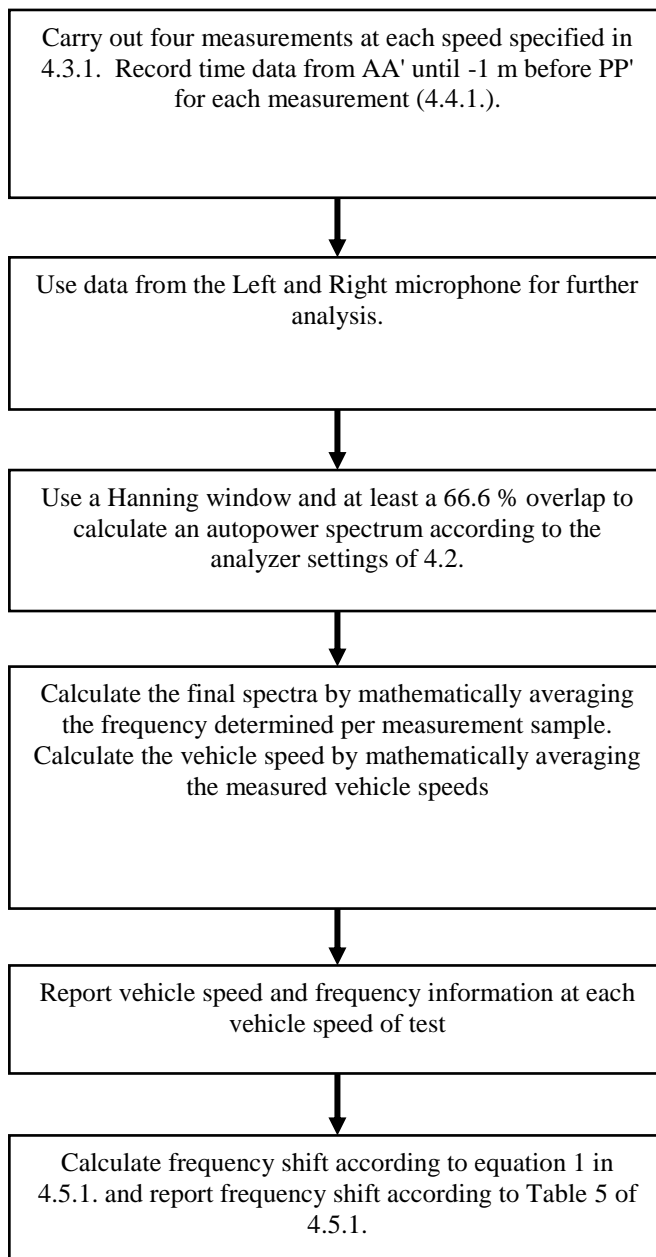 Carry out four measurements at each speed specified in
4.3.1.  Record time data from AA' until -1 m before PP'
for each measurement (4.4.1.).
Use data from the Left and Right microphone for further
analysis.
Use a Hanning window and at least a 66.6 % overlap to
calculate an autopower spectrum according to the
analyzer settings of 4.2.
Calculate the final spectra by mathematically averaging
the frequency determined per measurement sample.
Calculate the vehicle speed by mathematically averaging
the measured vehicle speeds
Report vehicle speed and frequency information at each
vehicle speed of test
Calculate frequency shift according to equation 1 in
4.5.1. and report frequency shift according to Table 5 of
4.5.1.